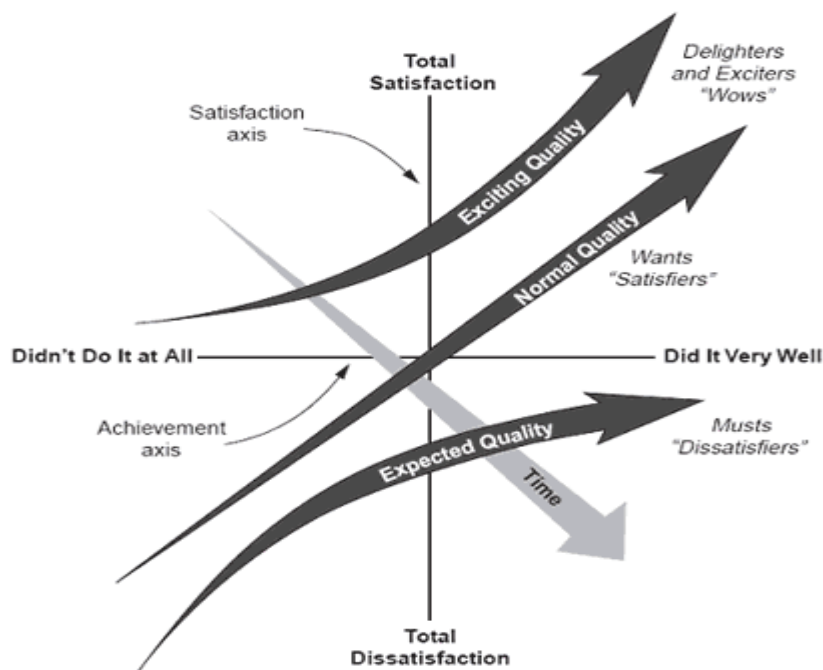 Total
Satisfaction
Delighters
and Exciters
“Wows”
Satisfaction
axis
Exciting Quality
Normal Quality
Wants
“Satisfiers”
Didn’t Do It at All
Did It Very Well
Achievement
axis
Expected Quality
Musts
“Dissatisfiers”
Time
Total
Dissatisfaction